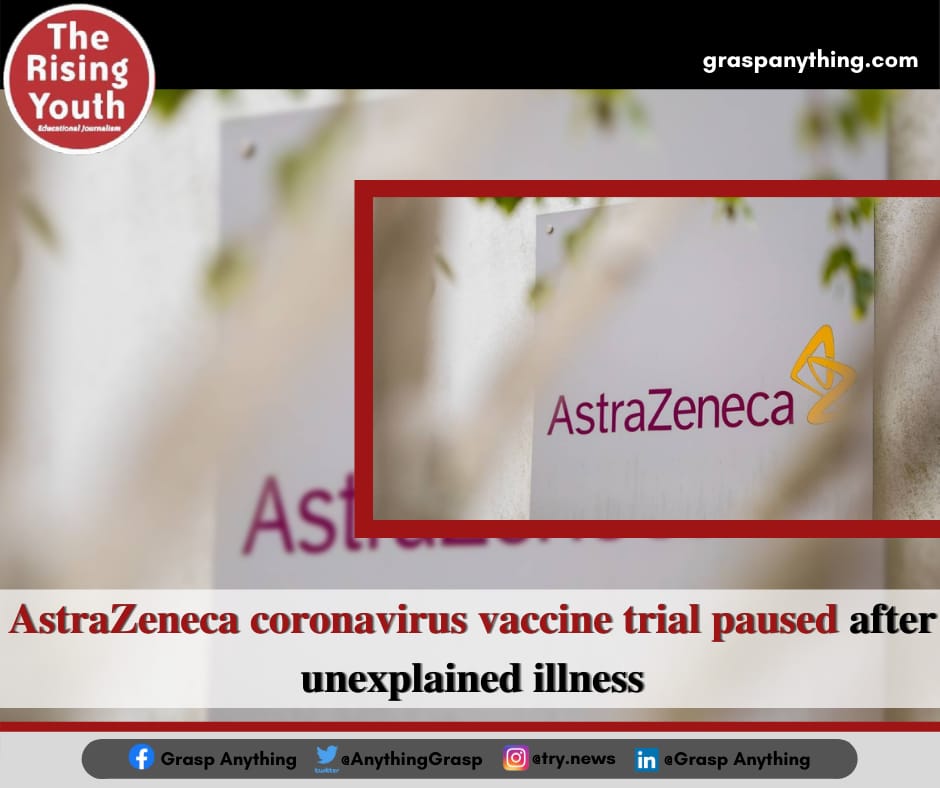 The
Rising
Youth
Educational Journalism
graspanything.com
AstraZeneca
AstraZeneca
AstraZeneca coronavirus vaccine trial paused after
unexplained illness
Grasp Anything
twitter
@AnythingGrasp
@try.news
in
@Grasp Anything